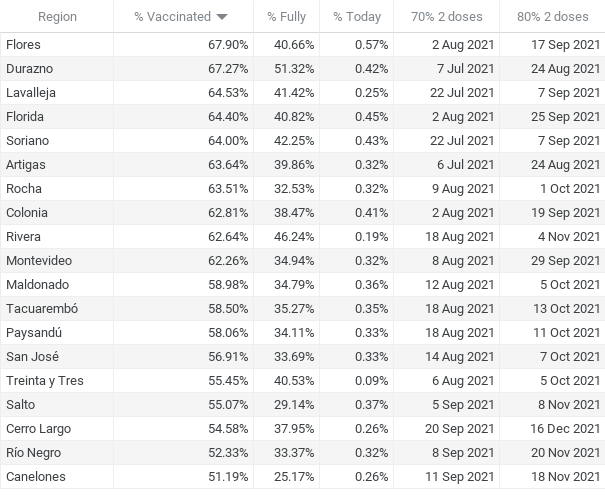 Region % Vaccinated % Fully % Today 70% 2 doses 80% 2 doses
Flores 67.90% 40.66% 0.57% 2 Aug 2021 17 Sep 2021
Durazno 67.27% 51.32% 0.42% 7 Jul 2021 24 Aug 2021
Lavalleja 64.53% 41.42% 0.25% 22 Jul 2021 7 Sep 2021
Florida 64.40% 40.82% 0.45% 2 Aug 2021 25 Sep 2021
Soriano 64.00% 42.25% 0.43% 22 Jul 2021 7 Sep 2021
Artigas 63.64% 39.86% 0.32% 6 Jul 2021 24 Aug 2021
Rocha 63.51% 32.53% 0.32% 9 Aug 2021 1 Oct 2021
Colonia 62.81% 38.47% 0.41% 2 Aug 2021 19 Sep 2021
Rivera 62.64% 46.24% 0.19% 18 Aug 2021 4 Nov 2021
Montevideo 62.26% 34.94% 0.32% 8 Aug 2021 29 Sep 2021
Maldonado 58.98% 34.79% 0.36% 12 Aug 2021 5 Oct 2021
Tacuarembó 58.50% 35.27% 0.35% 18 Aug 2021 13 Oct 2021
Paysandú 58.06% 34.11% 0.33% 18 Aug 2021 11 Oct 2021
San José 56.91% 33.69% 0.33% 14 Aug 2021 7 Oct 2021
Treinta y Tres 55.45% 40.53% 0.09% 6 Aug 2021 5 Oct 2021
Salto 55.07% 29.14% 0.37% 5 Sep 2021 8 Nov 2021
Cerro Largo 54.58% 37.95% 0.26% 20 Sep 2021 16 Dec 2021
Río Negro 52.33% 33.37% 0.32% 8 Sep 2021 20 Nov 2021
Canelones 51.19% 25.17% 0.26% 11 Sep 2021 18 Nov 2021